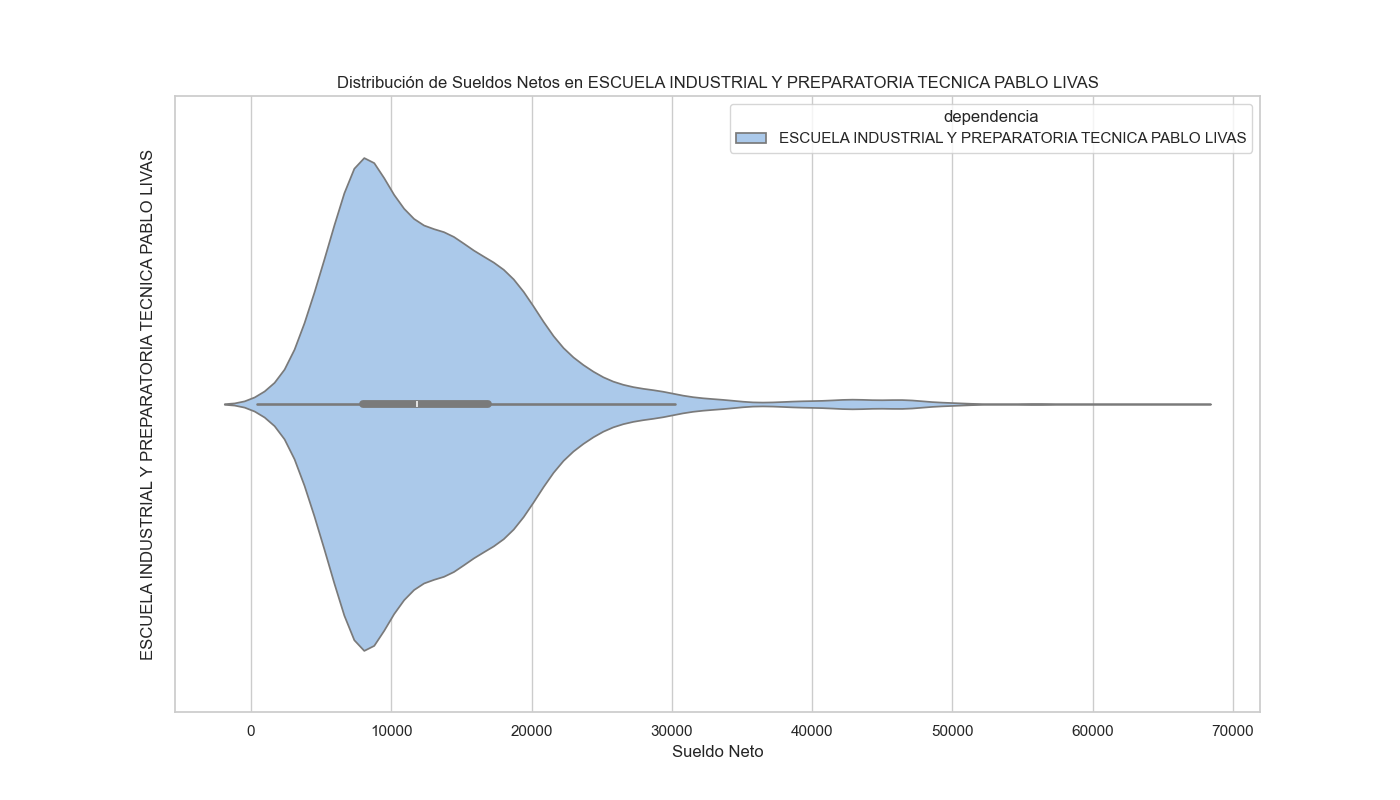 Distribución de Sueldos Netos en ESCUELA INDUSTRIAL Y PREPARATORIA TECNICA PABLO LIVAS
dependencia
ESCUELA INDUSTRIAL Y PREPARATORIA TECNICA PABLO LIVAS
ESCUELA INDUSTRIAL Y PREPARATORIA TECNICA PABLO LIVAS
0 10000 20000 30000 40000 50000 60000 70000
Sueldo Neto